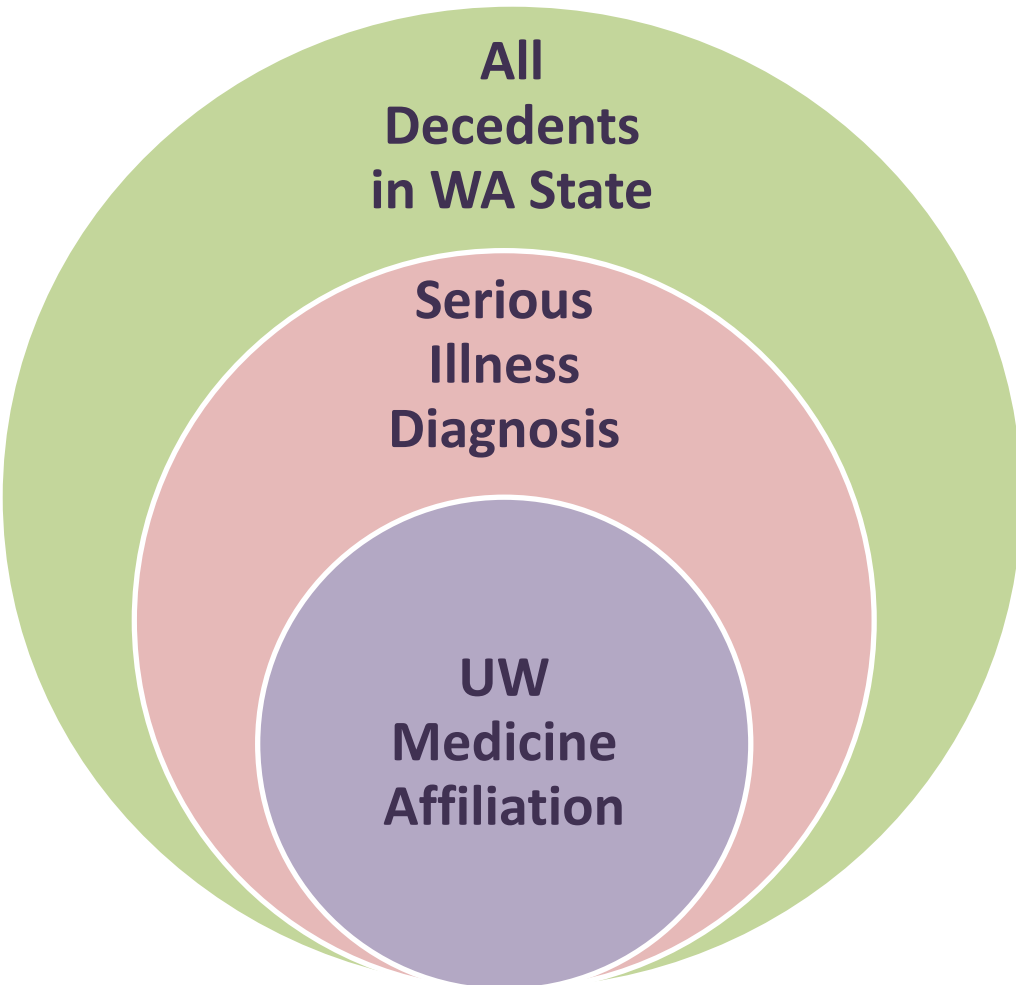 All
Decedents
in WA State
Serious
Illness
Diagnosis
UW
Medicine
Affiliation